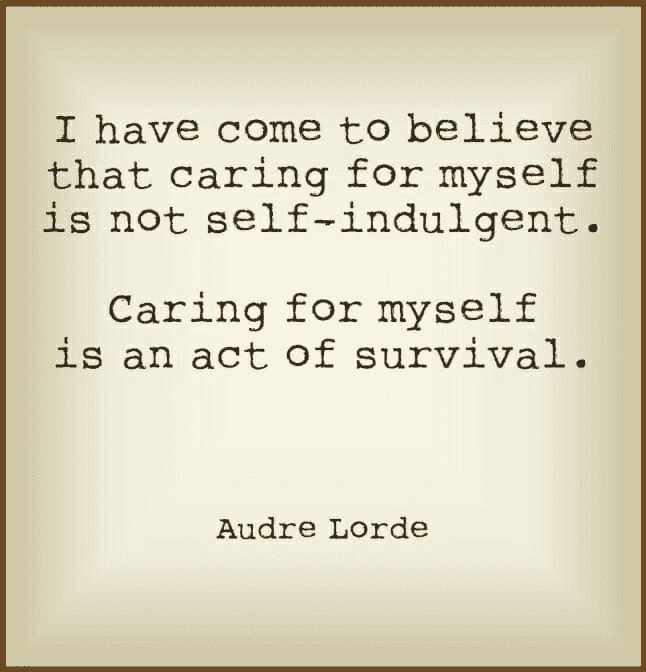 I have come to believe
that caring for myself
is not self-indulgent.
Caring for myself
is an act of survival.
Audre Lorde